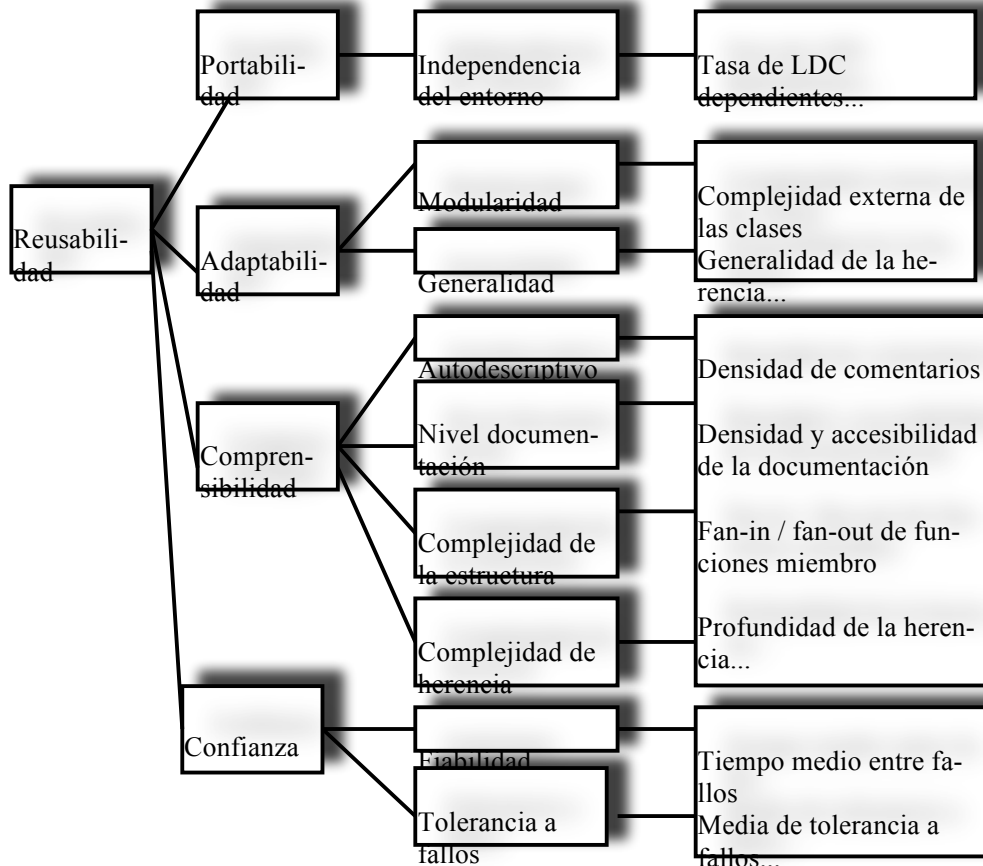 Portabili-
dad
Independencia
del entorno
Tasa de LDC
dependientes...
Reusabili-
dad
Adaptabili-
dad
Modularidad
Generalidad
Complejidad externa de
las clases
Generalidad de la he-
rencia...
Compren-
sibilidad
Autodescriptivo
Nivel documen-
tación
Complejidad de
la estructura
Complejidad de
herencia
Densidad de comentarios
Densidad y accesibilidad
de la documentación
Fan-in / fan-out de fun-
ciones miembro
Profundidad de la heren-
cia...
Confianza
Fiabilidad
Tolerancia a
fallos
Tiempo medio entre fa-
llos
Media de tolerancia a
fallos...